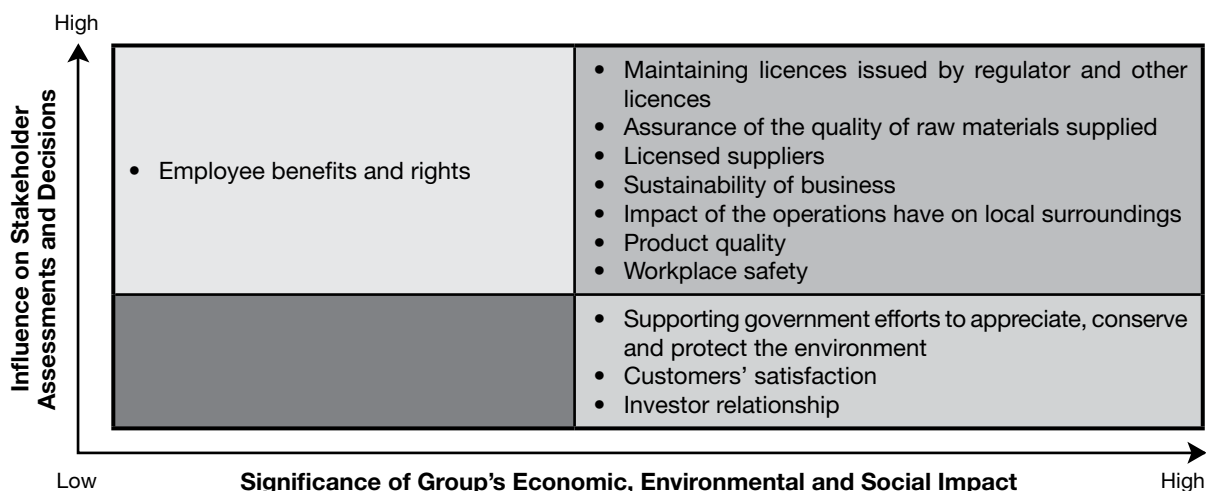 High
Influence on Stakeholder
Assessments and Decisions
• Employee benefits and rights
• Maintaining licences issued by regulator and other
licences
• Assurance of the quality of raw materials supplied
• Licensed suppliers
• Sustainability of business
• Impact of the operations have on local surroundings
• Product quality
• Workplace safety
• Supporting government efforts to appreciate, conserve
and protect the environment
• Customers' satisfaction
• Investor relationship
Low
Significance of Group's Economic, Environmental and Social Impact
High